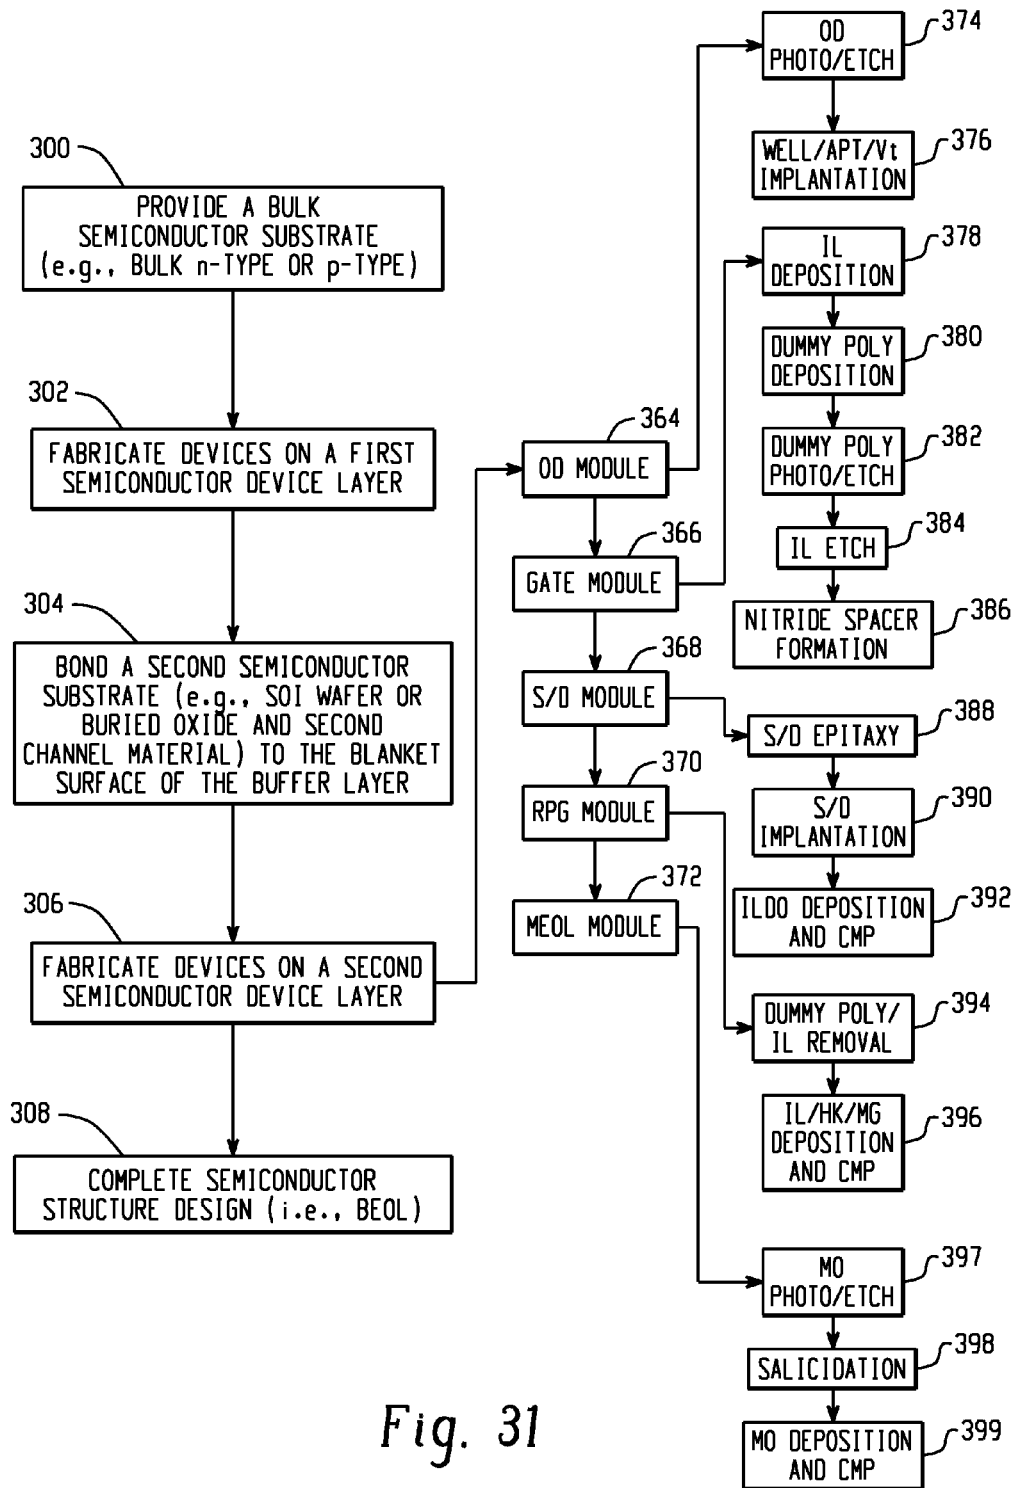 300
PROVIDE A BULK
SEMICONDUCTOR SUBSTRATE
(e.g., BULK n-TYPE OR p-TYPE)
302
FABRICATE DEVICES ON A FIRST
SEMICONDUCTOR DEVICE LAYER
304
BOND A SECOND SEMICONDUCTOR
SUBSTRATE (e.g., SOI WAFER OR
BURIED OXIDE AND SECOND
CHANNEL MATERIAL) TO THE BLANKET
SURFACE OF THE BUFFER LAYER
306
FABRICATE DEVICES ON A SECOND
SEMICONDUCTOR DEVICE LAYER
308
COMPLETE SEMICONDUCTOR
STRUCTURE DESIGN (i.e., BEOL)
364
OD MODULE
366
GATE MODULE
368
S/D MODULE
370
RPG MODULE
372
MEOL MODULE
374
OD
PHOTO/ETCH
376
WELL/APT/Vt
IMPLANTATION
378
IL
DEPOSITION
380
DUMMY POLY
DEPOSITION
382
DUMMY POLY
PHOTO/ETCH
384
IL ETCH
386
NITRIDE SPACER
FORMATION
388
S/D EPITAXY
390
S/D
IMPLANTATION
392
ILDO DEPOSITION
AND CMP
394
DUMMY POLY/
IL REMOVAL
396
IL/HK/MG
DEPOSITION
AND CMP
397
MO
PHOTO/ETCH
398
SALICIDATION
399
MO DEPOSITION
AND CMP
Fig. 31